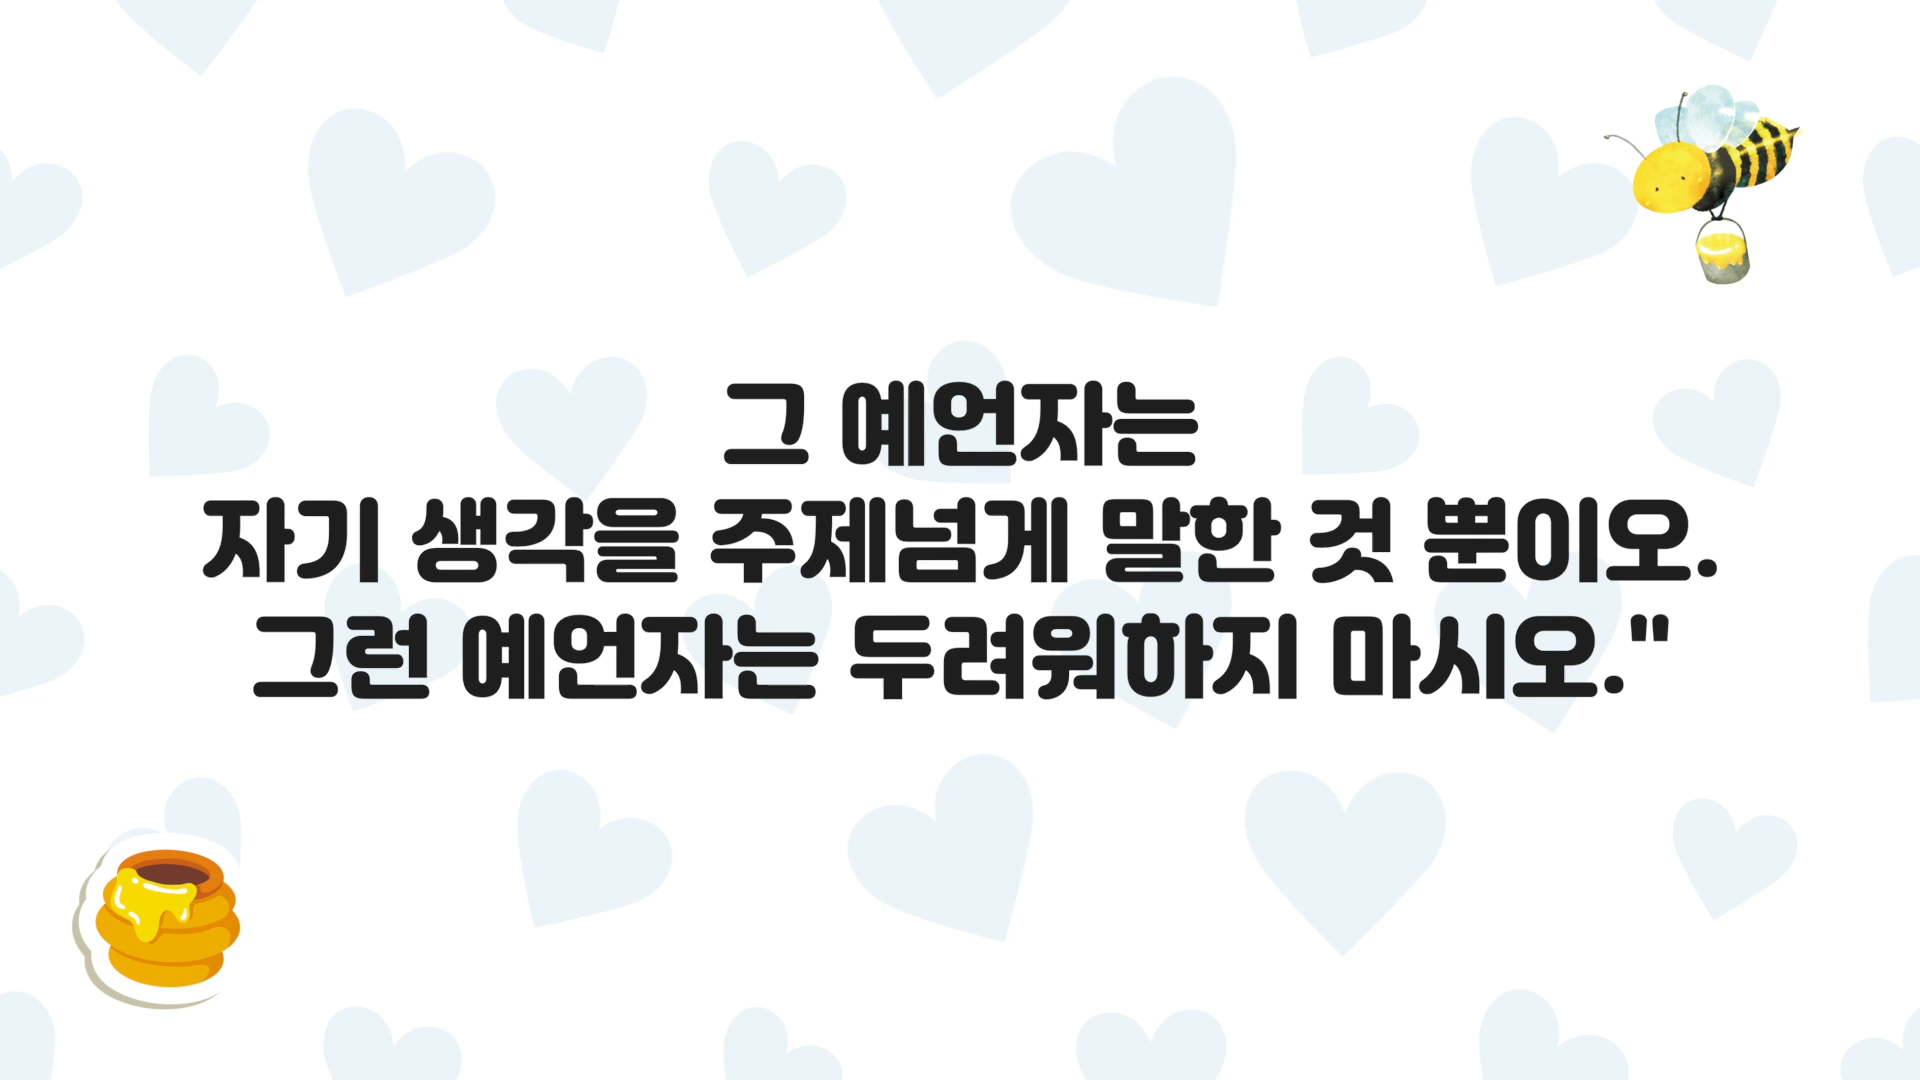 그 예언자는
자기 생각을 주제넘게 말한 것 뿐이오.
그런 예언자는 두려워하지 마시오."